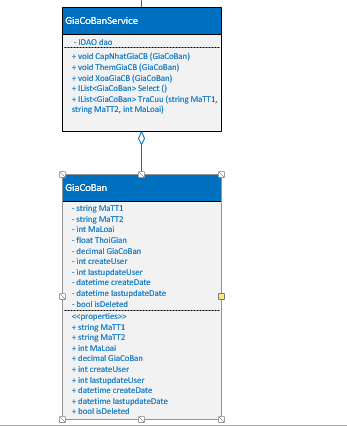 GiaCoBanService
- IDAO dao
+ void CapNhatGiaCB (GiaCoBan)
+ void ThemGiaCB (GiaCoBan)
+ void XoaGiaCB (GiaCoBan)
+ IList<GiaCoBan> Select ()
+ IList<GiaCoBan> TraCuu (string MaTT1,
string MaTT2, int MaLoai)
GiaCoBan
- string MaTT1
- string MaTT2
- int MaLoai
- float ThoiGian
- decimal GiaCoBan
- int createUser
- int lastupdateUser
- datetime createDate
- datetime lastupdateDate
- bool isDeleted
<<properties>>
+ string MaTT1
+ string MaTT2
+ int MaLoai
+ decimal GiaCoBan
+ int createUser
+ int lastupdateUser
+ datetime createDate
+ datetime lastupdateDate
+ bool isDeleted